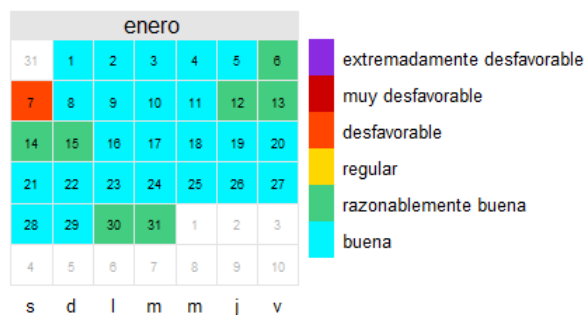 enero
31 1 2 3 4 5 6
7 8 9 10 11 12 13
14 15 16 17 18 19 20
21 22 23 24 25 26 27
28 29 30 31 1 2 3
4 5 6 7 8 9 10
s d l m m j v
extremadamente desfavorable
muy desfavorable
desfavorable
regular
razonablemente buena
buena